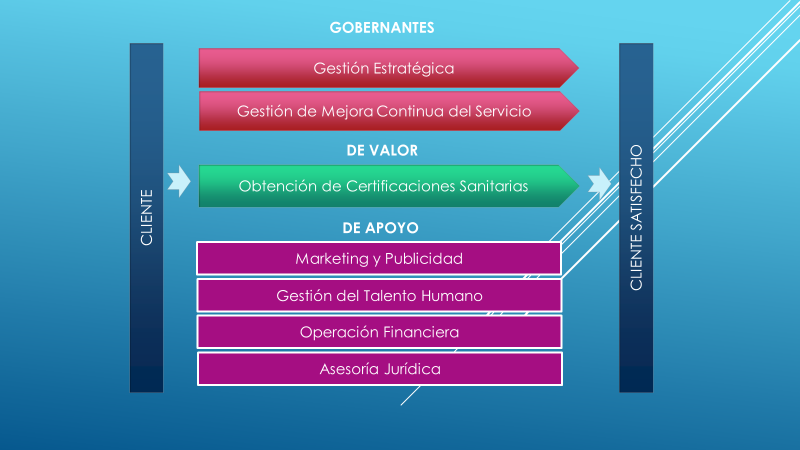 GOBERNANTES
Gestión Estratégica
Gestión de Mejora Continua del Servicio
DE VALOR
CLIENTE
Obtención de Certificaciones Sanitarias
CLIENTE SATISFECHO
DE APOYO
Marketing y Publicidad
Gestión del Talento Humano
Operación Financiera
Asesoría Jurídica